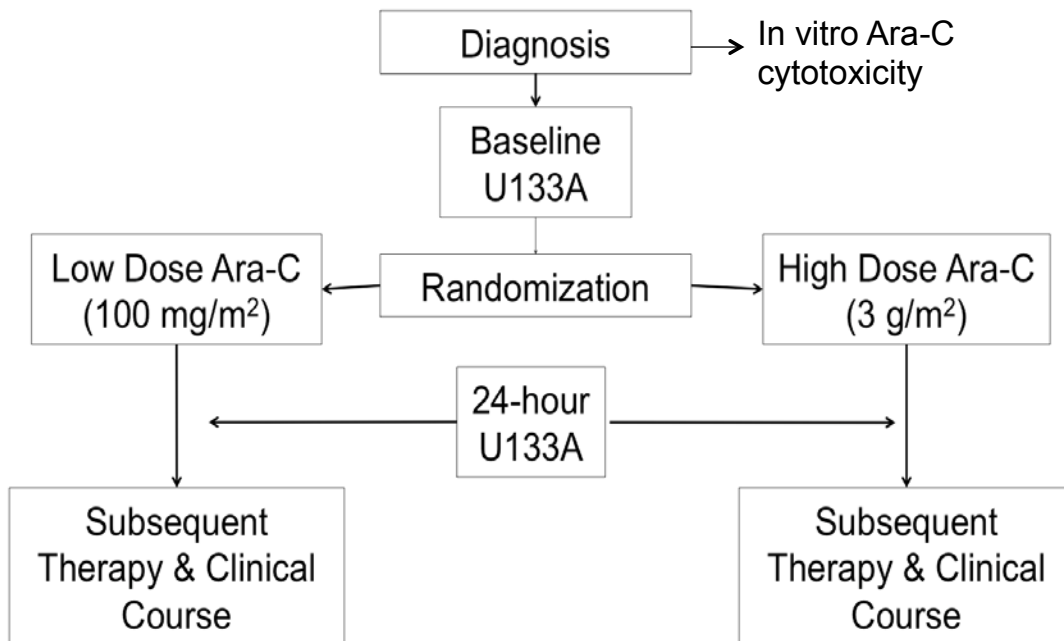 Diagnosis
In vitro Ara-C
cytotoxicity
Baseline
U133A
Low Dose Ara-C
(100 mg/m²)
Randomization
High Dose Ara-C
(3 g/m²)
24-hour
U133A
Subsequent
Therapy & Clinical
Course
Subsequent
Therapy & Clinical
Course